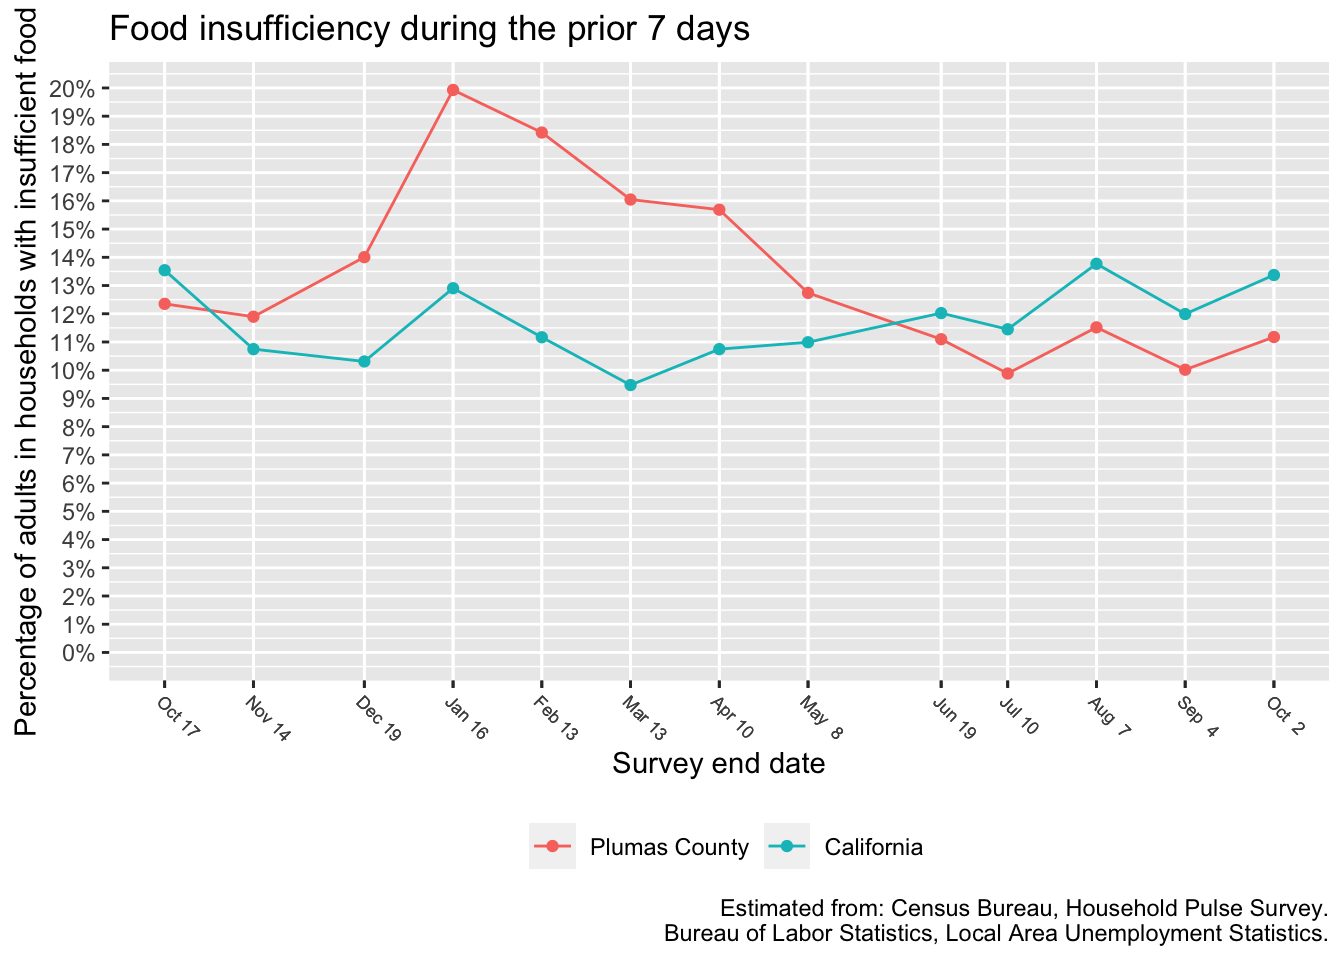 Food insufficiency during the prior 7 days
Percentage of adults in households with insufficient food
20%
19%
18%
17%
16%
15%
14%
13%
12%
11%
10%
9%
8%
7%
6%
5%
4%
3%
2%
1%
0%
Oct 17
Nov 14
Dec 19
Jan 16
Feb 13
Mar 13
Apr 10
May 8
Jun 19
Jul 10
Aug 7
Sep 4
Oct 2
Survey end date
Plumas County
California
Estimated from: Census Bureau, Household Pulse Survey.
Bureau of Labor Statistics, Local Area Unemployment Statistics.